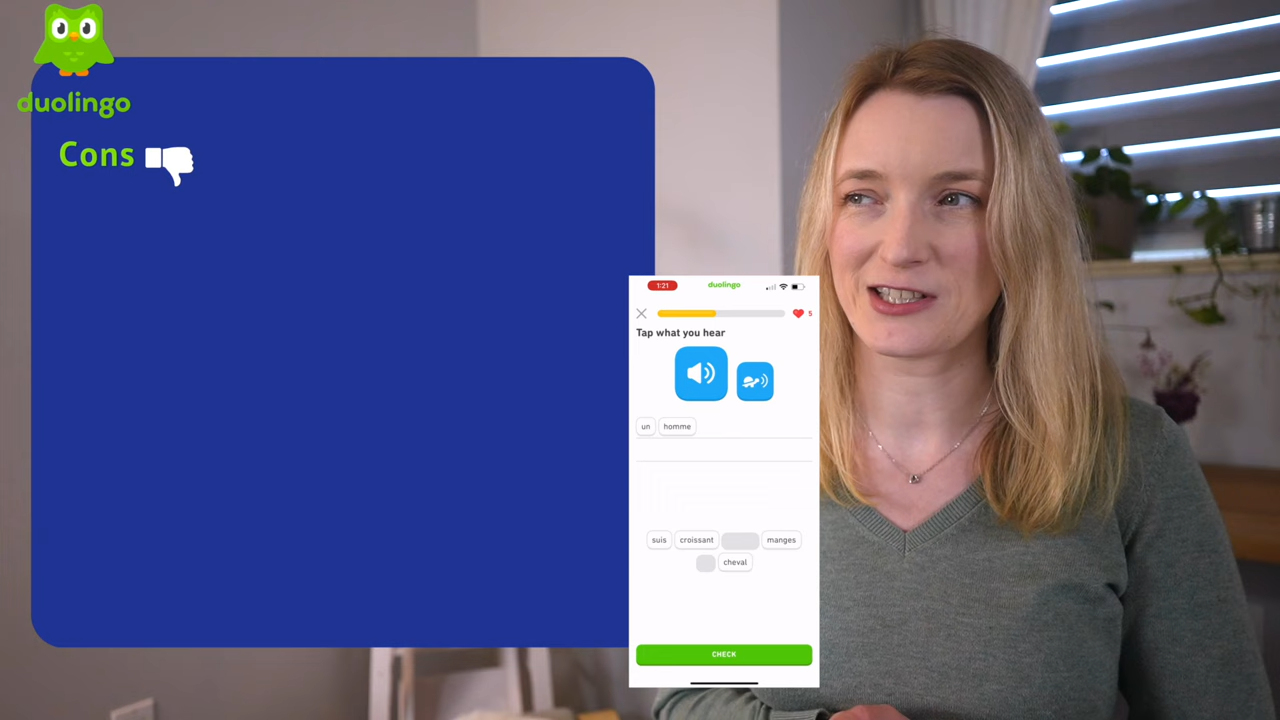 duolingo
Cons
1:21
duolingo
5
Tap what you hear
un homme
suis croissant manges
cheval
CHECK